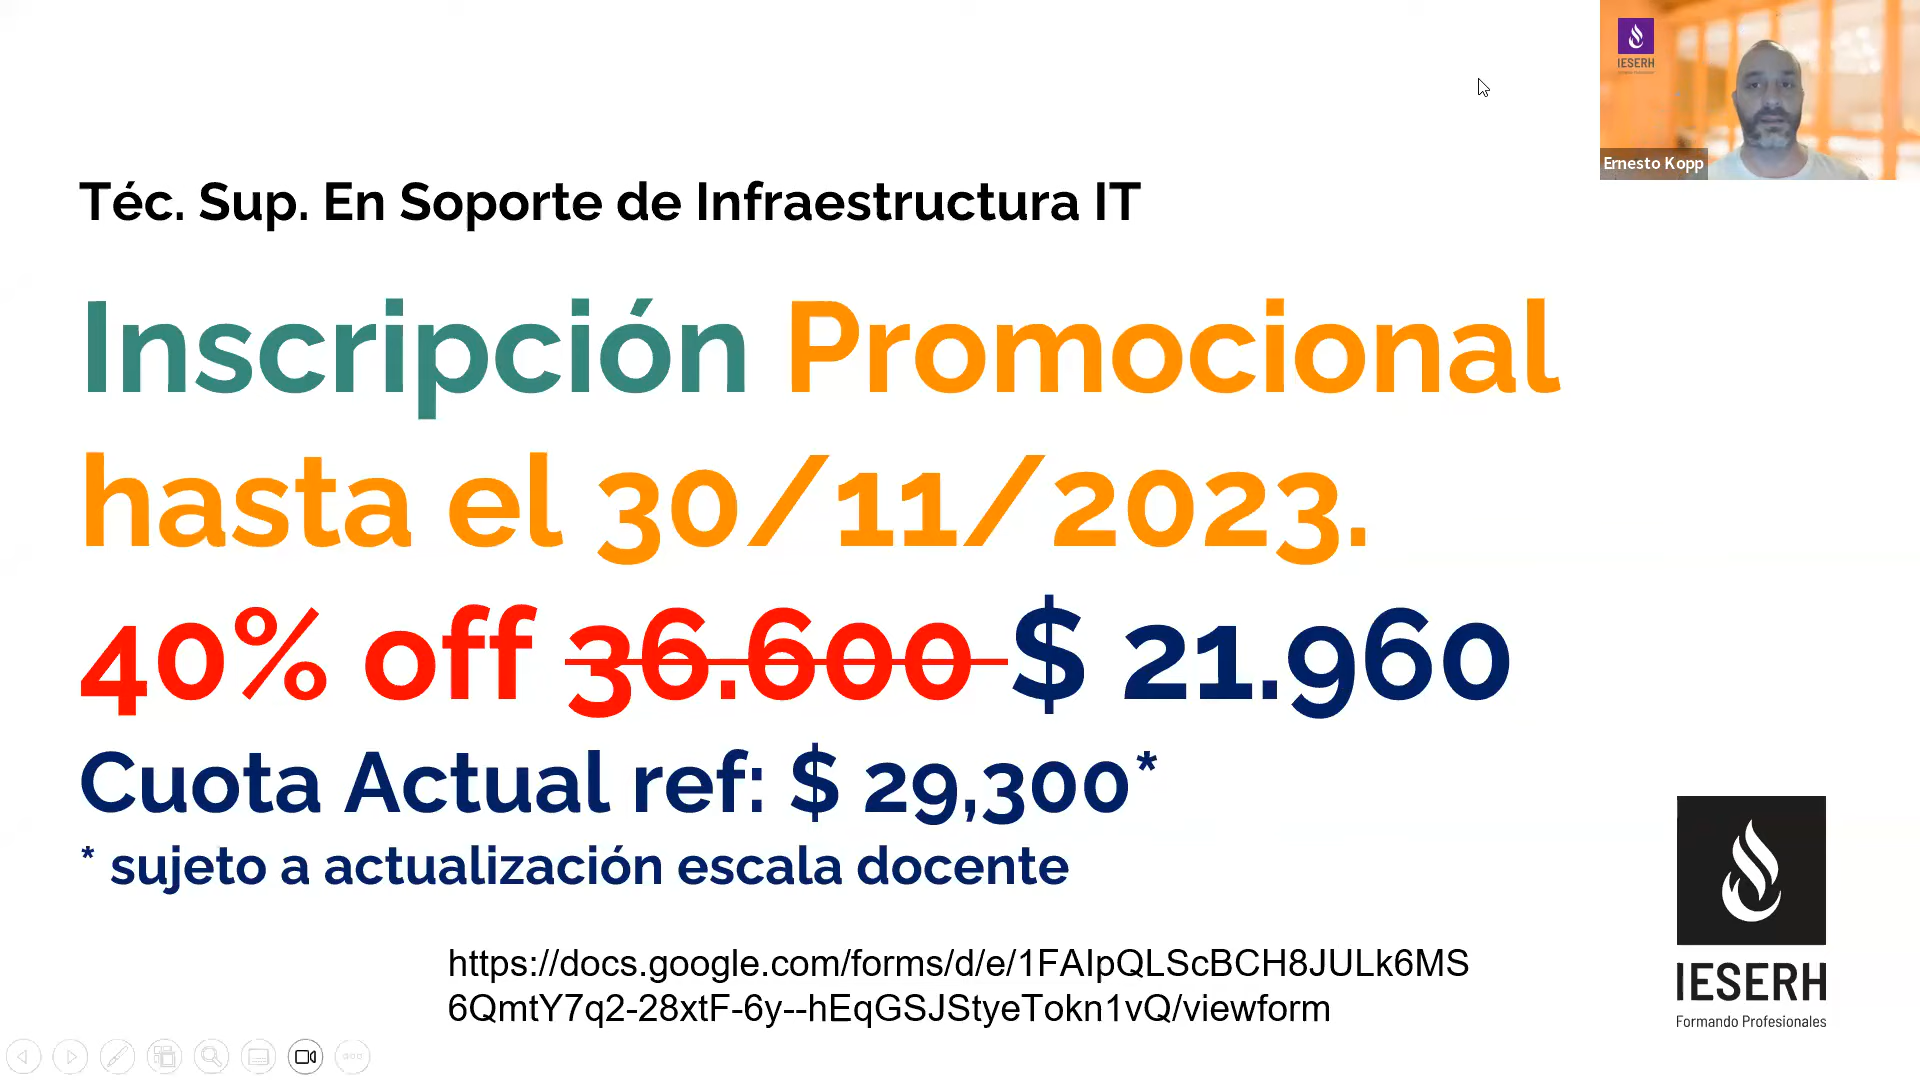 IESERH
Ernesto Kopp
Téc. Sup. En Soporte de Infraestructura IT
Inscripción Promocional
hasta el 30/11/2023.
40% off 36.600 $ 21.960
Cuota Actual ref: $ 29,300*
* sujeto a actualización escala docente
https://docs.google.com/forms/d/e/1FAIpQLScBCH8JULk6MS
6QmtY7q2-28xtF-6y--hEqGSJStyeTokn1vQ/viewform
IESERH
Formando Profesionales